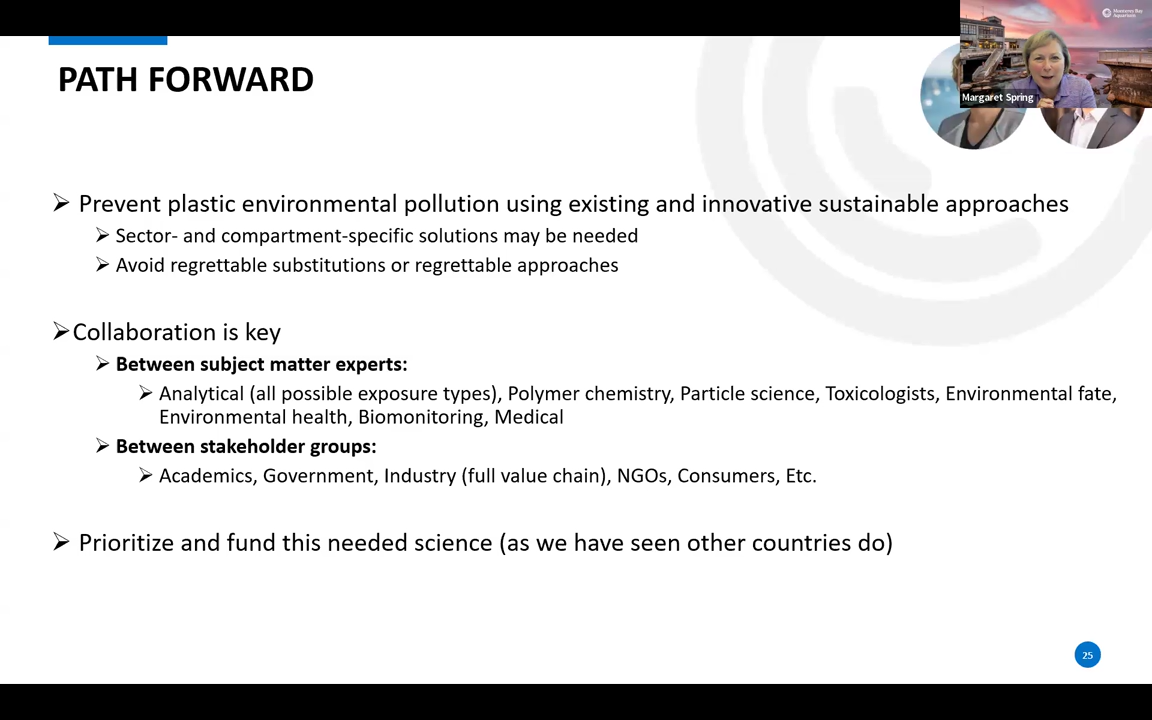 Monterey Bay
Aquarium
Margaret Spring
PATH FORWARD
➢ Prevent plastic environmental pollution using existing and innovative sustainable approaches
➢ Sector- and compartment-specific solutions may be needed
➢ Avoid regrettable substitutions or regrettable approaches
➢Collaboration is key
➢ Between subject matter experts:
➢ Analytical (all possible exposure types), Polymer chemistry, Particle science, Toxicologists, Environmental fate,
Environmental health, Biomonitoring, Medical
➢ Between stakeholder groups:
➢ Academics, Government, Industry (full value chain), NGOs, Consumers, Etc.
➢ Prioritize and fund this needed science (as we have seen other countries do)
25